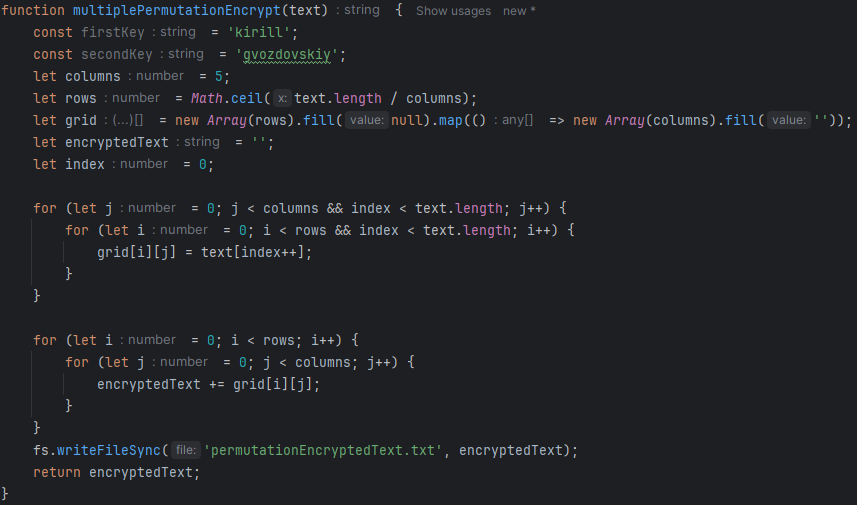 function multiplePermutationEncrypt(text) : string { Show usages new *
    const firstKey : string = 'kirill';
    const secondKey : string = 'gvozdovskiy';
    let columns : number = 5;
    let rows : number = Math.ceil( x: text.length / columns);
    let grid : (...)[] = new Array(rows).fill( value: null).map(() : any[] => new Array(columns).fill( value: ''));
    let encryptedText : string = '';
    let index : number = 0;
    for (let j : number = 0; j < columns && index < text.length; j++) {
        for (let i : number = 0; i < rows && index < text.length; i++) {
            grid[i][j] = text[index++];
        }
    }
    for (let i : number = 0; i < rows; i++) {
        for (let j : number = 0; j < columns; j++) {
            encryptedText += grid[i][j];
        }
    }
    fs.writeFileSync( file: 'permutationEncryptedText.txt', encryptedText);
    return encryptedText;
}